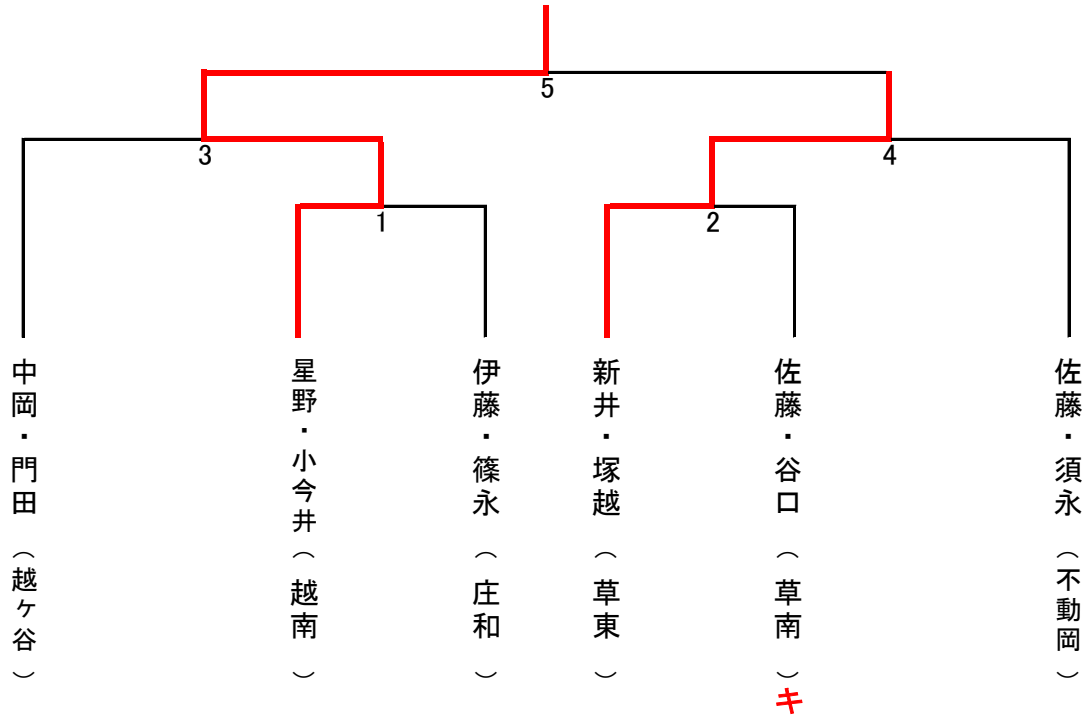 5
3
4
1
2
中岡・門田（越ヶ谷）
星野・小今井（越南）
伊藤・篠永（庄和）
新井・塚越（草東）
佐藤・谷口（草南）キ
佐藤・須永（不動岡）